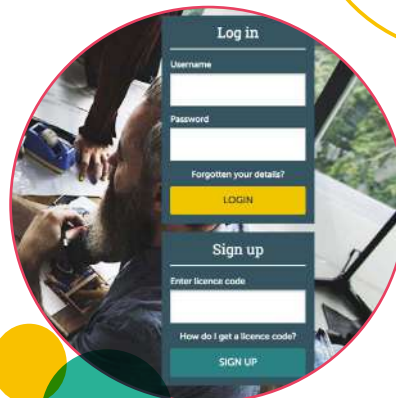 Log in
Username
Password
Forgotten your details?
LOGIN
Sign up
Enter licence code
How do I get a licence code?
SIGN UP